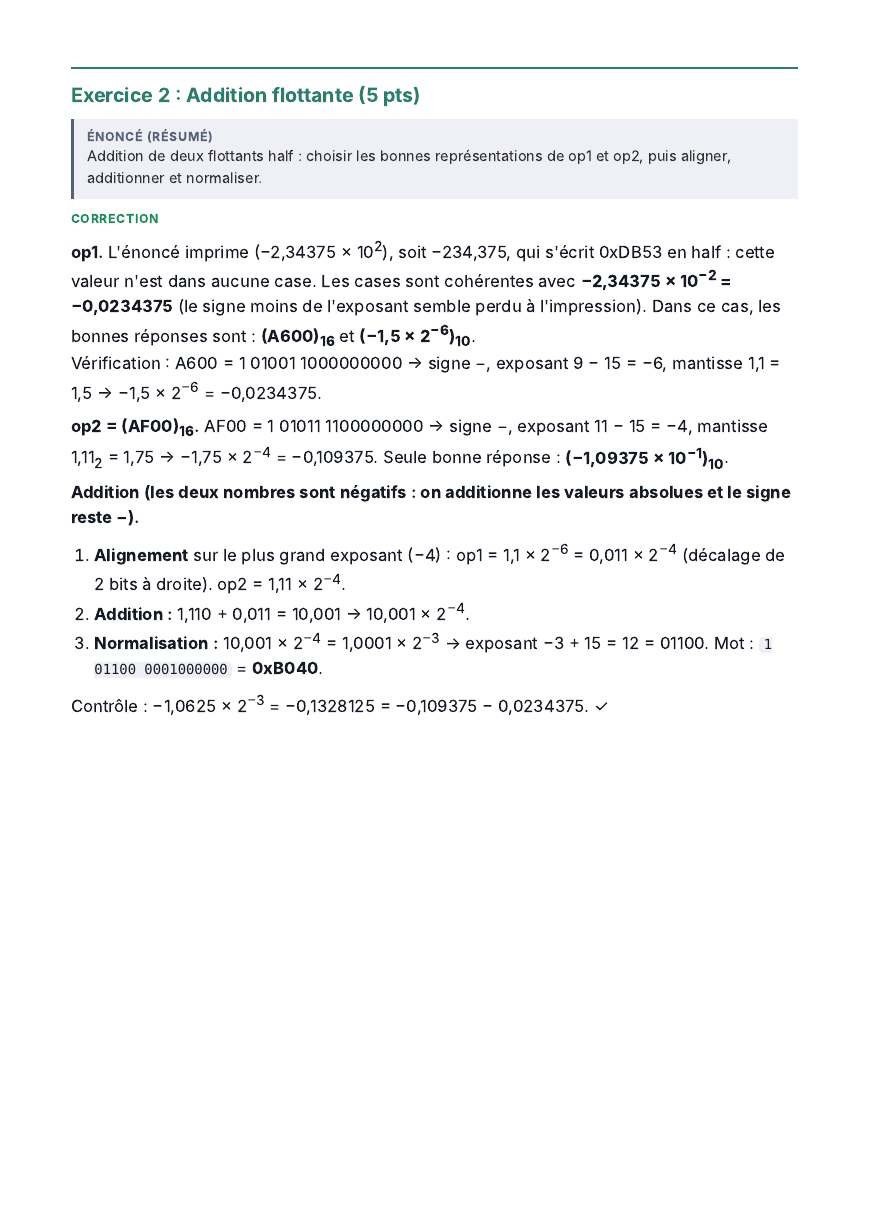 Exercice 2 : Addition flottante (5 pts)
ÉNONCÉ (RÉSUMÉ)
Addition de deux flottants half : choisir les bonnes représentations de op1 et op2, puis aligner,
additionner et normaliser.
CORRECTION
op1. L'énoncé imprime (−2,34375 × 10²), soit −234,375, qui s'écrit 0xDB53 en half : cette
valeur n'est dans aucune case. Les cases sont cohérentes avec −2,34375 × 10⁻² =
−0,0234375 (le signe moins de l'exposant semble perdu à l'impression). Dans ce cas, les
bonnes réponses sont : (A600)₁₆ et (−1,5 × 2⁻⁶)₁₀.
Vérification : A600 = 1 01001 1000000000 → signe −, exposant 9 − 15 = −6, mantisse 1,1 =
1,5 → −1,5 × 2⁻⁶ = −0,0234375.
op2 = (AF00)₁₆. AF00 = 1 01011 1100000000 → signe −, exposant 11 − 15 = −4, mantisse
1,11₂ = 1,75 → −1,75 × 2⁻⁴ = −0,109375. Seule bonne réponse : (−1,09375 × 10⁻¹)₁₀.
Addition (les deux nombres sont négatifs : on additionne les valeurs absolues et le signe
reste −).
1. Alignement sur le plus grand exposant (−4) : op1 = 1,1 × 2⁻⁶ = 0,011 × 2⁻⁴ (décalage de
2 bits à droite). op2 = 1,11 × 2⁻⁴.
2. Addition : 1,110 + 0,011 = 10,001 → 10,001 × 2⁻⁴.
3. Normalisation : 10,001 × 2⁻⁴ = 1,0001 × 2⁻³ → exposant −3 + 15 = 12 = 01100. Mot : 1
01100 0001000000 = 0xB040.
Contrôle : −1,0625 × 2⁻³ = −0,1328125 = −0,109375 − 0,0234375. ✓